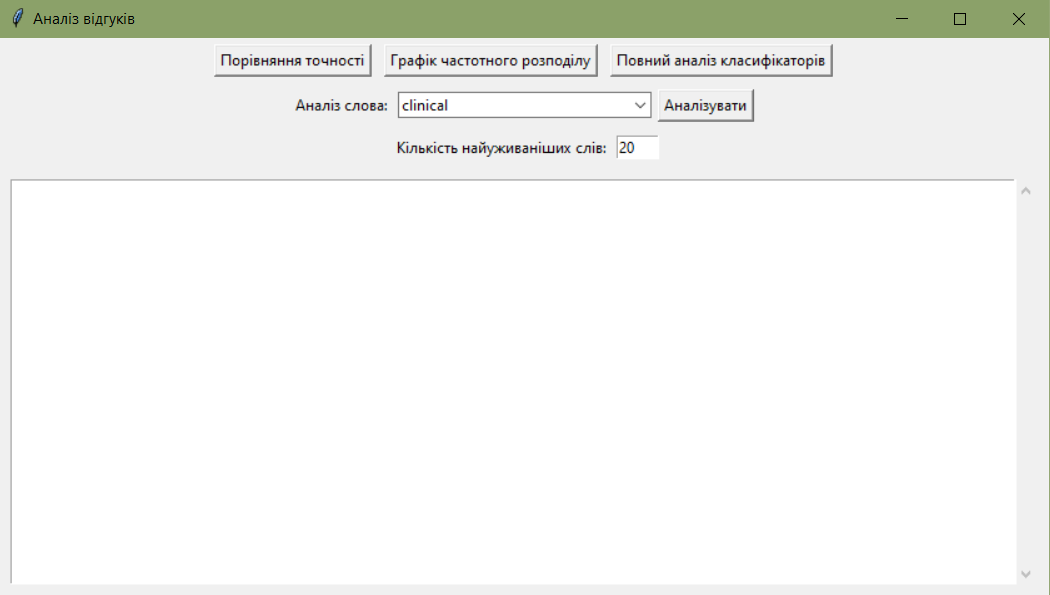 Аналіз відгуків
Порівняння точності Графік частотного розподілу Повний аналіз класифікаторів
Аналіз слова: clinical Аналізувати
Кількість найуживаніших слів: 20